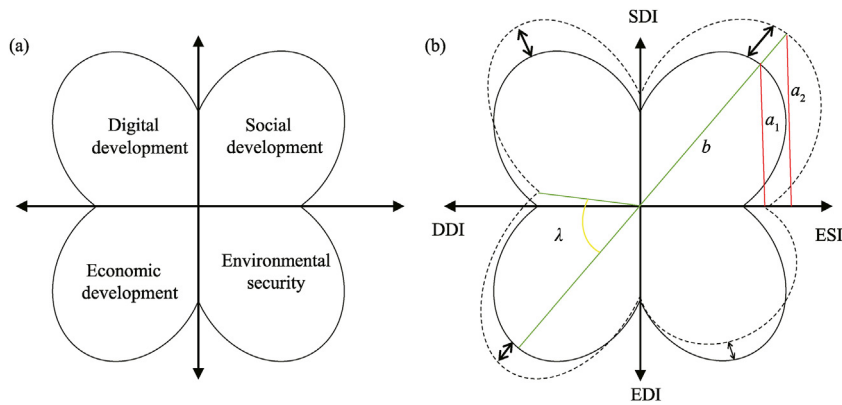 (a)
Digital
development
Social
development
Economic
development
Environmental
security
(b)
SDI
a2
a1
b
DDI
λ
ESI
EDI